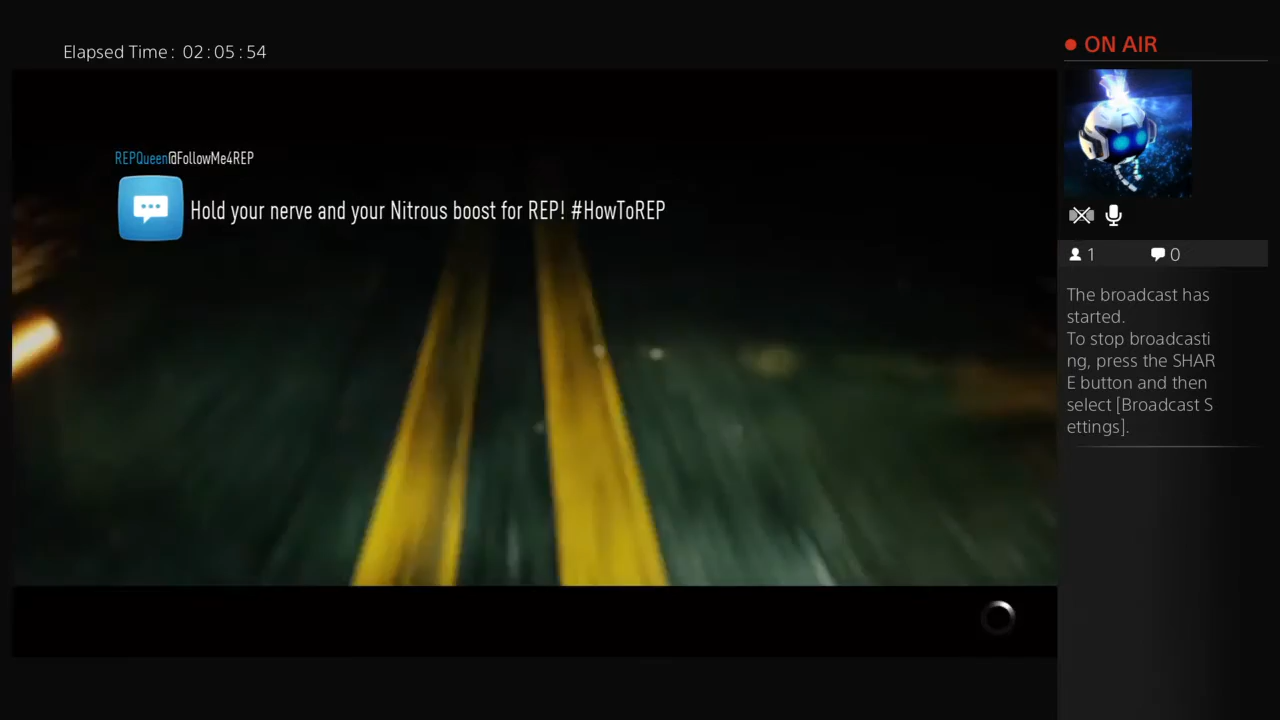 Elapsed Time: 02:05:54
ON AIR
REPQueen@FollowMe4REP
Hold your nerve and your Nitrous boost for REP! #HowToREP
1 0
The broadcast has
started.
To stop broadcasti
ng, press the SHAR
E button and then
select [Broadcast S
ettings].